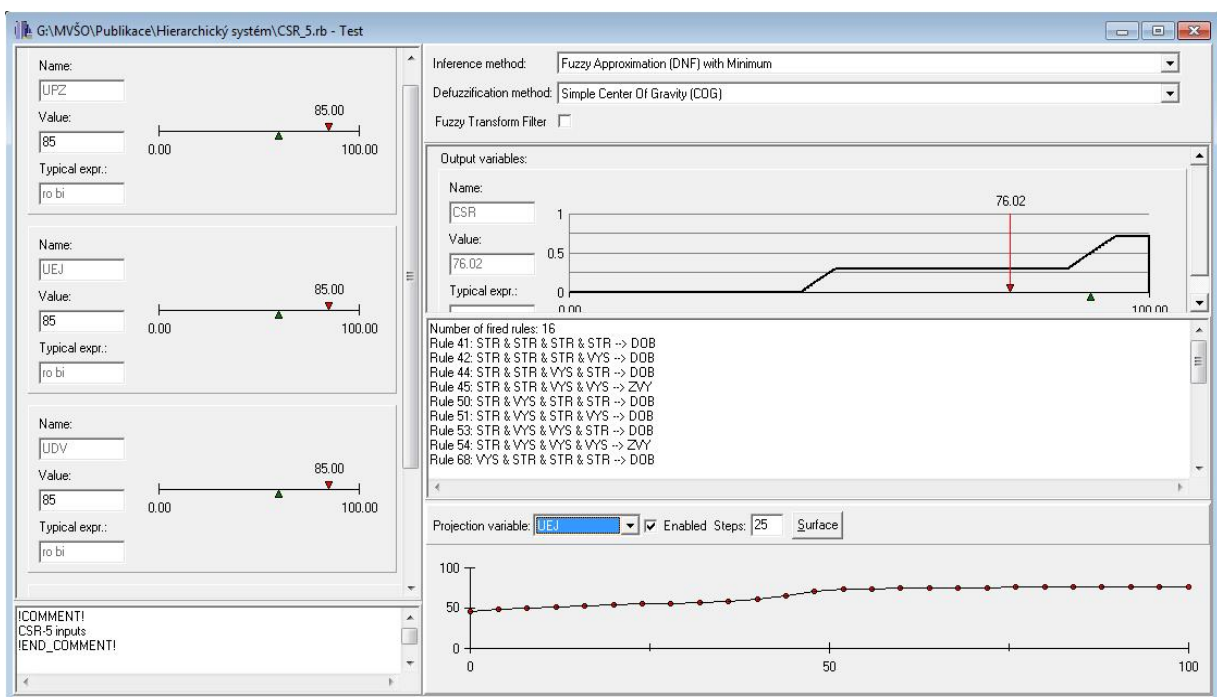 G:\MVŠO\Publikace\Hierarchický systém\CSR_5.rb - Test
Name:
UPZ
Value:
85
85.00
0.00
100.00
Typical expr.:
ro bi
Name:
UEJ
Value:
85
85.00
0.00
100.00
Typical expr.:
ro bi
Name:
UDV
Value:
85
85.00
0.00
100.00
Typical expr.:
ro bi
!COMMENT!
CSR-5 inputs
!END_COMMENT!
Inference method: Fuzzy Approximation (DNF) with Minimum
Defuzzification method: Simple Center Of Gravity (COG)
Fuzzy Transform Filter
Output variables:
Name:
CSR
Value:
76.02
Typical expr.:
76.02
1
0.5
0
0.00
100.00
Number of fired rules: 16
Rule 41: STR & STR & STR & STR --> DOB
Rule 42: STR & STR & STR & VYS --> DOB
Rule 44: STR & STR & VYS & STR --> DOB
Rule 45: STR & STR & VYS & VYS --> ZVY
Rule 50: STR & VYS & STR & STR --> DOB
Rule 51: STR & VYS & STR & VYS --> DOB
Rule 53: STR & VYS & VYS & STR --> DOB
Rule 54: STR & VYS & VYS & VYS --> ZVY
Rule 68: VYS & STR & STR & STR --> DOB
Projection variable: UEJ Enabled Steps: 25 Surface
100
50
0
0
50
100